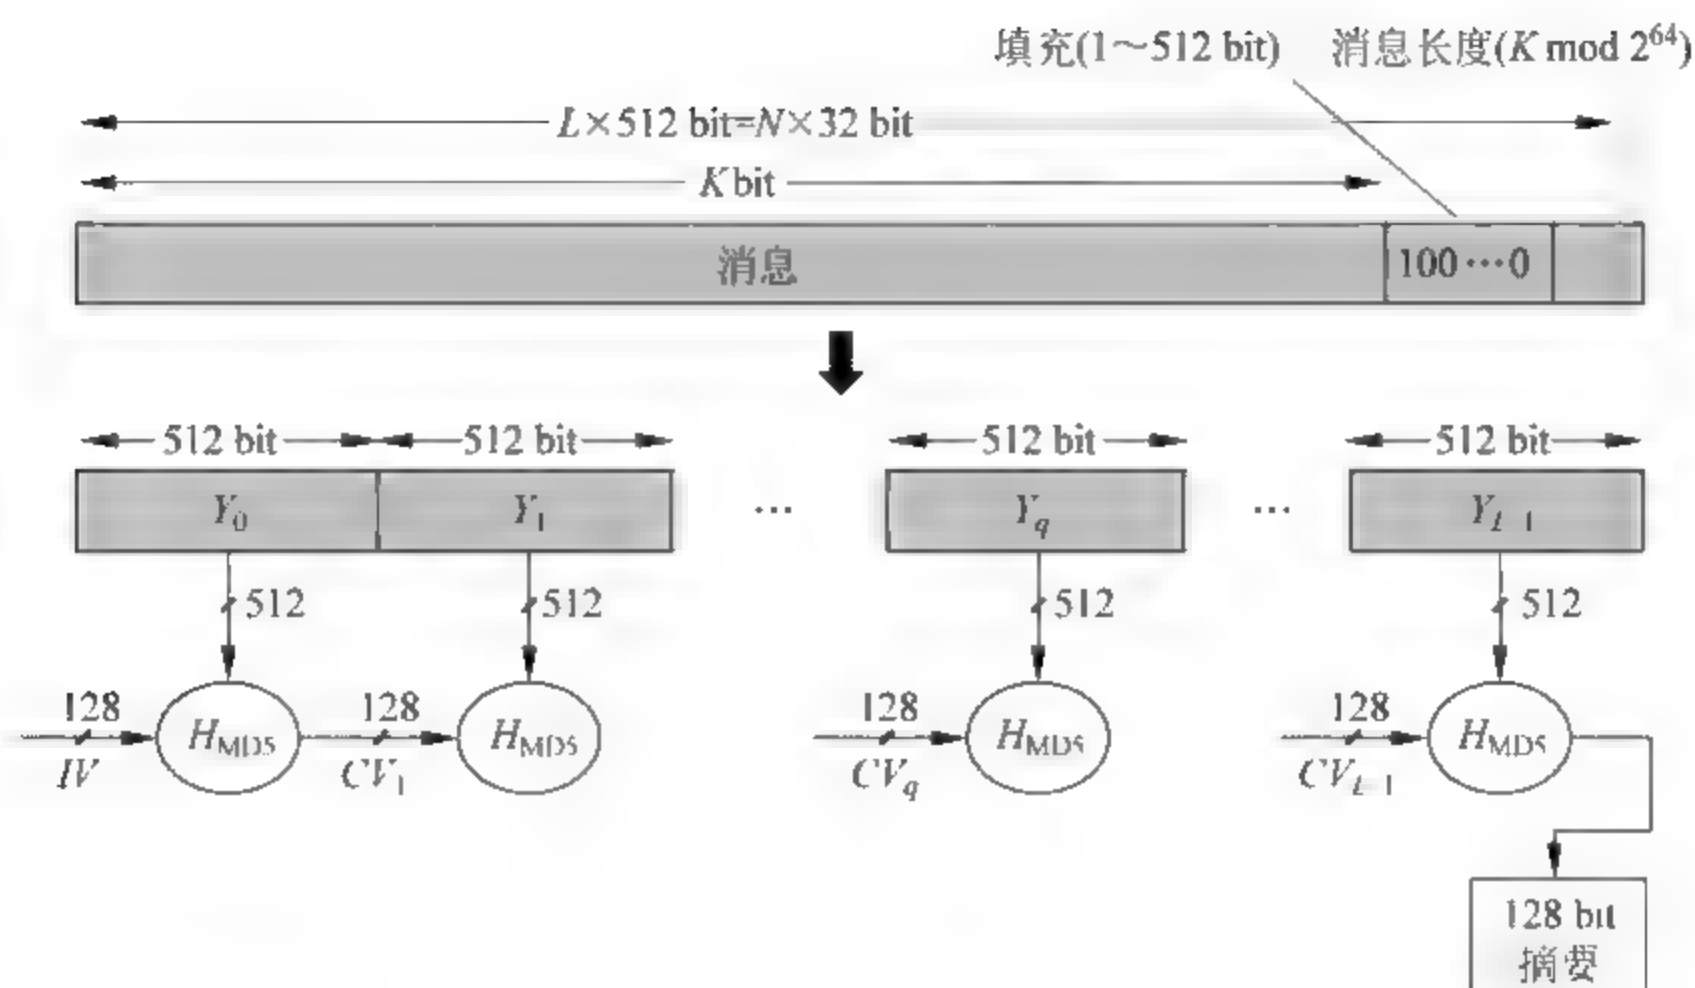 填充(1～512 bit) 消息长度(K mod 2^64)
L×512 bit=N×32 bit
K bit
消息 100⋯0
512 bit 512 bit 512 bit 512 bit
Y_0 Y_1 ⋯ Y_q ⋯ Y_{L-1}
512 512 512 512
128 128 128 128
H_MD5 H_MD5 H_MD5 H_MD5
IV CV_1 CV_q CV_{L-1}
128 bit
摘要